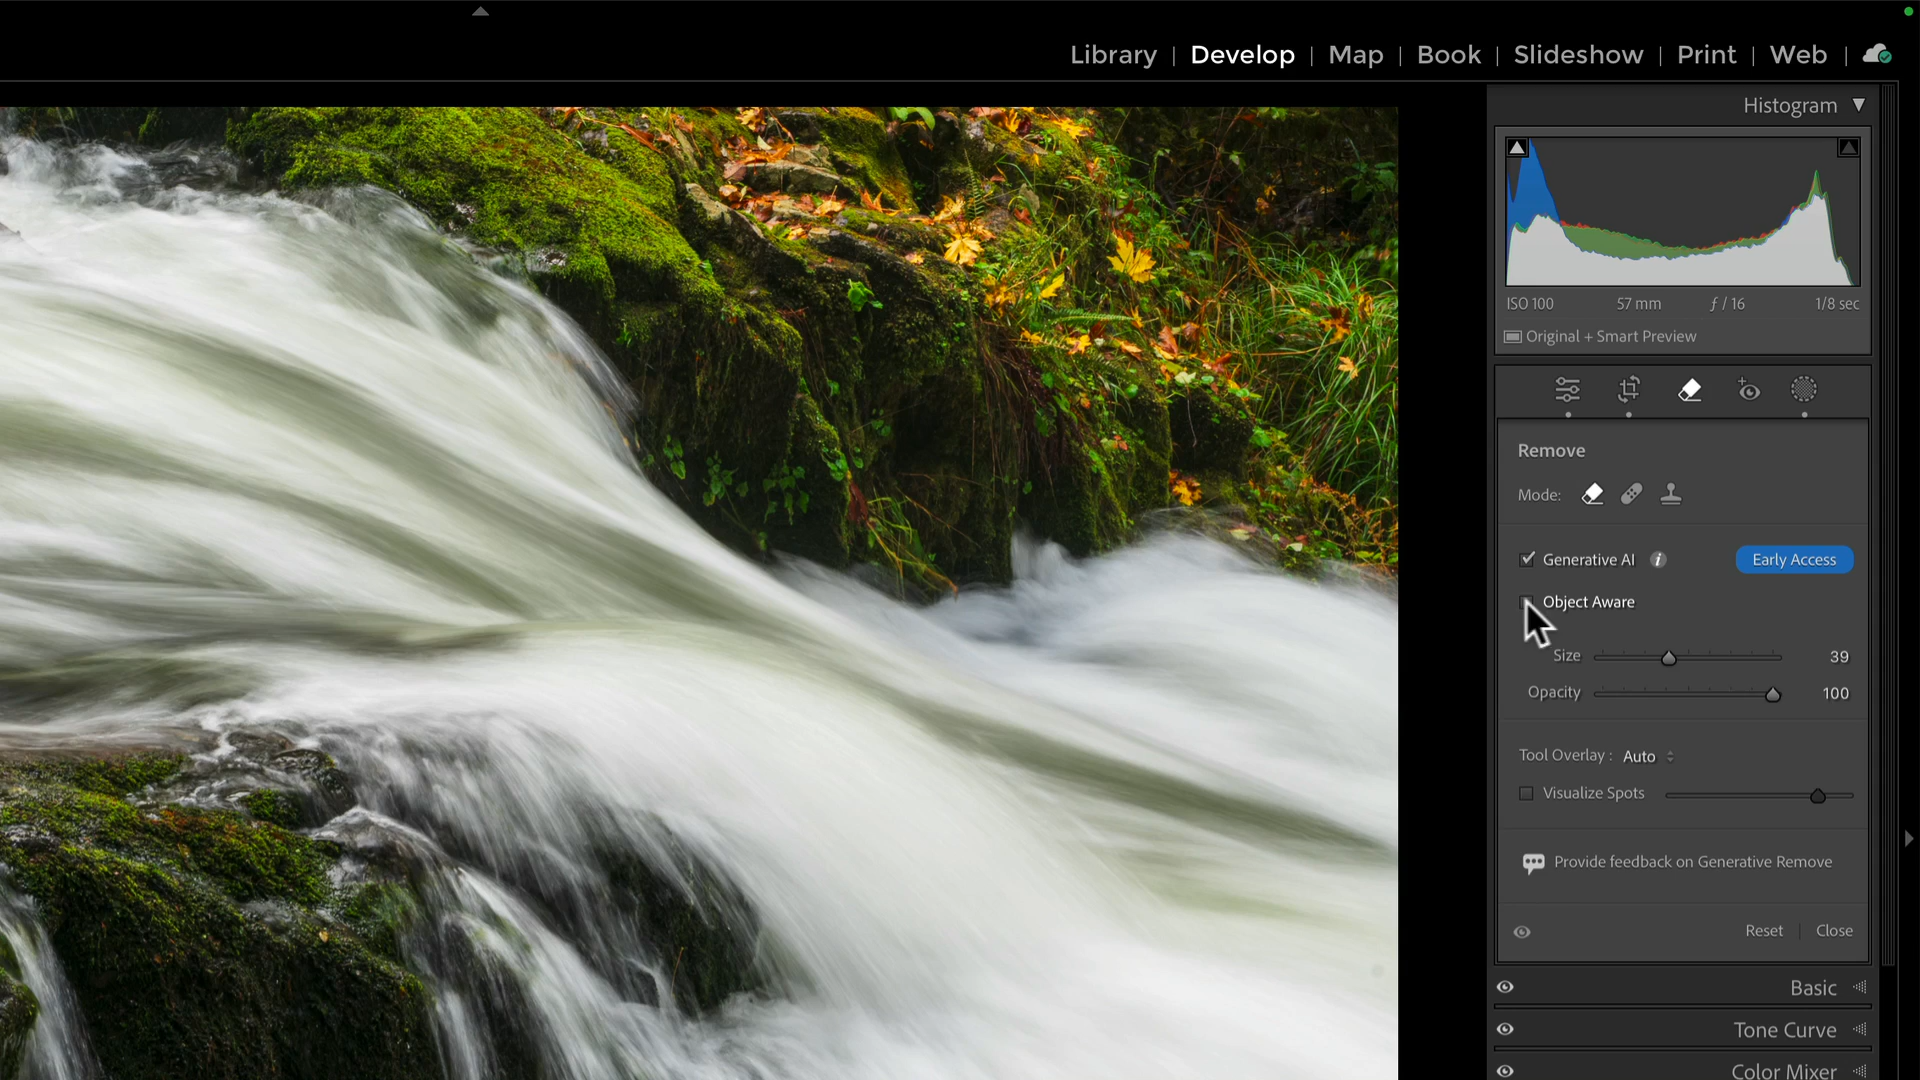 Library | Develop | Map | Book | Slideshow | Print | Web |
Histogram
ISO 100 57 mm ƒ / 16 1/8 sec
Original + Smart Preview
Remove
Mode:
Generative AI Early Access
Object Aware
Size 39
Opacity 100
Tool Overlay : Auto
Visualize Spots
Provide feedback on Generative Remove
Reset | Close
Basic
Tone Curve
Color Mixer